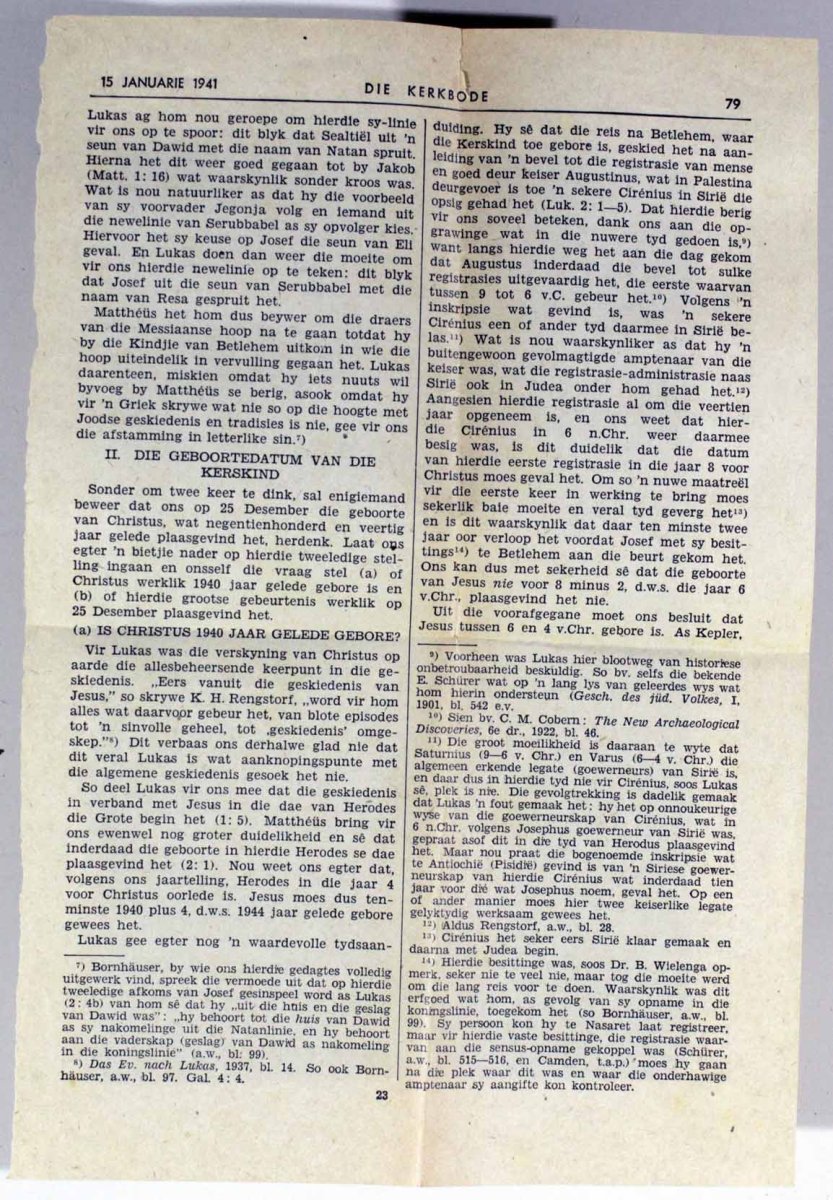 15 JANUARIE 1941
DIE KERKBODE
79
Lukas ag hom nou geroepe om hierdie sy-linie
vir ons op te spoor: dit blyk dat Sealtiël uit 'n
seun van Dawid met die naam van Natan spruit.
Hierna het dit weer goed gegaan tot by Jakob
(Matt. 1: 16) wat waarskynlik sonder kroos was.
Wat is nou natuurliker as dat hy die voorbeeld
van sy voorvader Jegonja volg en iemand uit
die newelinie van Serubbabel as sy opvolger kies.
Hiervoor het sy keuse op Josef die seun van Eli
geval. En Lukas doen dan weer die moeite om
vir ons hierdie newelinie op te teken: dit blyk
dat Josef uit die seun van Serubbabel met die
naam van Resa gespruit het.
Matthéüs het hom dus beywer om die draers
van die Messiaanse hoop na te gaan totdat hy
by die Kindjie van Betlehem uitkom in wie die
hoop uiteindelik in vervulling gegaan het. Lukas
daarenteen, miskien omdat hy iets nuuts wil
byvoeg by Matthéüs se berig, asook omdat hy
vir 'n Griek skrywe wat nie so op die hoogte met
Joodse geskiedenis en tradisies is nie, gee vir ons
die afstamming in letterlike sin.⁷)
II. DIE GEBOORTEDATUM VAN DIE
KERSKIND
Sonder om twee keer te dink, sal enigiemand
beweer dat ons op 25 Desember die geboorte
van Christus, wat negentienhonderd en veertig
jaar gelede plaasgevind het, herdenk. Laat ons
egter 'n bietjie nader op hierdie tweeledige stel-
ling ingaan en onsself die vraag stel (a) of
Christus werklik 1940 jaar gelede gebore is en
(b) of hierdie grootse gebeurtenis werklik op
25 Desember plaasgevind het.
(a) IS CHRISTUS 1940 JAAR GELEDE GEBORE?
Vir Lukas was die verskyning van Christus op
aarde die allesbeheersende keerpunt in die ge-
skiedenis. „Eers vanuit die geskiedenis van
Jesus,” so skrywe K. H. Rengstorf, „word vir hom
alles wat daarvoor gebeur het, van blote episodes
tot 'n sinvolle geheel, tot ‚geskiedenis’ omge-
skep.”⁸) Dit verbaas ons derhalwe glad nie dat
dit veral Lukas is wat aanknopingspunte met
die algemene geskiedenis gesoek het nie.
So deel Lukas vir ons mee dat die geskiedenis
in verband met Jesus in die dae van Herodes
die Grote begin het (1: 5). Matthéüs bring vir
ons ewenwel nog groter duidelikheid en sê dat
inderdaad die geboorte in hierdie Herodes se dae
plaasgevind het (2: 1). Nou weet ons egter dat,
volgens ons jaartelling, Herodes in die jaar 4
voor Christus oorlede is. Jesus moes dus ten-
minste 1940 plus 4, d.w.s. 1944 jaar gelede gebore
gewees het.
Lukas gee egter nog 'n waardevolle tydsaan-
⁷) Bornhäuser, by wie ons hierdie gedagtes volledig
uitgewerk vind, spreek die vermoede uit dat op hierdie
tweeledige afkoms van Josef gesinspeel word as Lukas
(2 : 4b) van hom sê dat hy „uit die huis en die geslag
van Dawid was”: „hy behoort tot die huis van Dawid
as sy nakomelinge uit die Natanlinie, en hy behoort
aan die vaderskap (geslag) van Dawid as nakomeling
in die koningslinie” (a.w., bl: 99).
⁸) Das Ev. nach Lukas, 1937, bl. 14. So ook Born-
häuser, a.w., bl. 97. Gal. 4 : 4.
duiding. Hy sê dat die reis na Betlehem, waar
die Kerskind toe gebore is, geskied het na aan-
leiding van 'n bevel tot die registrasie van mense
en goed deur keiser Augustinus, wat in Palestina
deurgevoer is toe 'n sekere Cirénius in Sirië die
opsig gehad het (Luk. 2: 1—5). Dat hierdie berig
vir ons soveel beteken, dank ons aan die op-
grawinge wat in die nuwere tyd gedoen is,⁹)
want langs hierdie weg het aan die dag gekom
dat Augustus inderdaad die bevel tot sulke
registrasies uitgevaardig het, die eerste waarvan
tussen 9 tot 6 v.C. gebeur het.¹⁰) Volgens 'n
inskripsie wat gevind is, was 'n sekere
Cirénius een of ander tyd daarmee in Sirië be-
las.¹¹) Wat is nou waarskynliker as dat hy 'n
buitengewoon gevolmagtigde amptenaar van die
keiser was, wat die registrasie-administrasie naas
Sirië ook in Judea onder hom gehad het.¹²)
Aangesien hierdie registrasie al om die veertien
jaar opgeneem is, en ons weet dat hier-
die Cirénius in 6 n.Chr. weer daarmee
besig was, is dit duidelik dat die datum
van hierdie eerste registrasie in die jaar 8 voor
Christus moes geval het. Om so 'n nuwe maatreël
vir die eerste keer in werking te bring moes
sekerlik baie moeite en veral tyd geverg het¹³)
en is dit waarskynlik dat daar ten minste twee
jaar oor verloop het voordat Josef met sy besit-
tings¹⁴) te Betlehem aan die beurt gekom het.
Ons kan dus met sekerheid sê dat die geboorte
van Jesus nie voor 8 minus 2, d.w.s. die jaar 6
v.Chr., plaasgevind het nie.
Uit die voorafgegane moet ons besluit dat
Jesus tussen 6 en 4 v.Chr. gebore is. As Kepler,
⁹) Voorheen was Lukas hier blootweg van historiese
onbetroubaarheid beskuldig. So bv. selfs die bekende
E. Schürer wat op 'n lang lys van geleerdes wys wat
hom hierin ondersteun (Gesch. des jüd. Volkes, I,
1901, bl. 542 e.v.
¹⁰) Sien bv. C. M. Cobern: The New Archaeological
Discoveries, 6e dr., 1922, bl. 46.
¹¹) Die groot moeilikheid is daaraan te wyte dat
Saturnius (9—6 v. Chr.) en Varus (6—4 v. Chr.) die
algemeen erkende legate (goewerneurs) van Sirië is,
en daar dus in hierdie tyd nie vir Cirénius, soos Lukas
sê, plek is nie. Die gevolgtrekking is dadelik gemaak
dat Lukas 'n fout gemaak het: hy het op onnoukeurige
wyse van die goewerneurskap van Cirénius, wat in
6 n.Chr. volgens Josephus goewerneur van Sirië was,
gepraat asof dit in die tyd van Herodus plaasgevind
het. Maar nou praat die bogenoemde inskripsie wat
te Antiochië (Pisidië) gevind is van 'n Siriese goewer-
neurskap van hierdie Cirénius wat inderdaad tien
jaar voor dié wat Josephus noem, geval het. Op een
of ander manier moes hier twee keiserlike legate
gelyktydig werksaam gewees het.
¹²) Aldus Rengstorf, a.w., bl. 28.
¹³) Cirénius het seker eers Sirië klaar gemaak en
daarna met Judea begin.
¹⁴) Hierdie besittinge was, soos Dr. B. Wielenga op-
merk, seker nie te veel nie, maar tog die moeite werd
om die lang reis voor te doen. Waarskynlik was dit
erfgoed wat hom, as gevolg van sy opname in die
koningslinie, toegekom het (so Bornhäuser, a.w., bl.
99). Sy persoon kon hy te Nasaret laat registreer,
maar vir hierdie vaste besittinge, die registrasie waar-
van aan die sensus-opname gekoppel was (Schürer,
a.w., bl. 515—516, en Camden, t.a.p.) moes hy gaan
na die plek waar dit was en waar die onderhawige
amptenaar sy aangifte kon kontroleer.
23